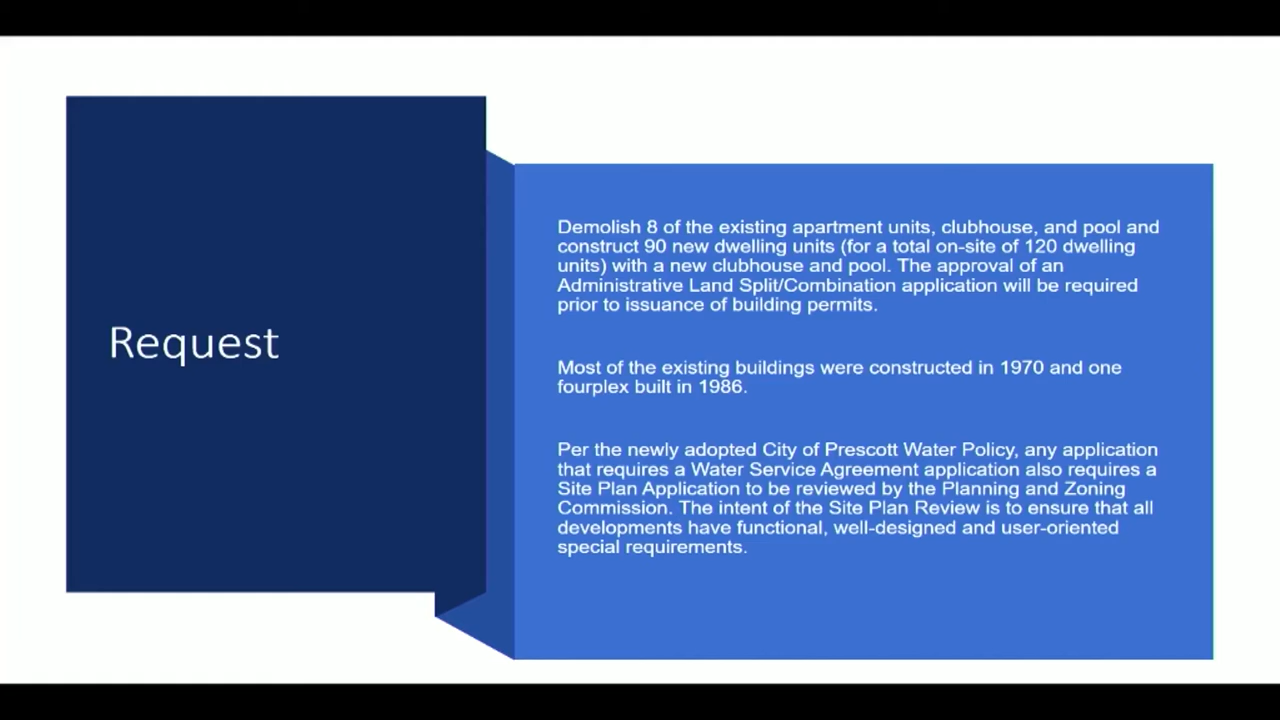 Request
Demolish 8 of the existing apartment units, clubhouse, and pool and
construct 90 new dwelling units (for a total on-site of 120 dwelling
units) with a new clubhouse and pool. The approval of an
Administrative Land Split/Combination application will be required
prior to issuance of building permits.
Most of the existing buildings were constructed in 1970 and one
fourplex built in 1986.
Per the newly adopted City of Prescott Water Policy, any application
that requires a Water Service Agreement application also requires a
Site Plan Application to be reviewed by the Planning and Zoning
Commission. The intent of the Site Plan Review is to ensure that all
developments have functional, well-designed and user-oriented
special requirements.